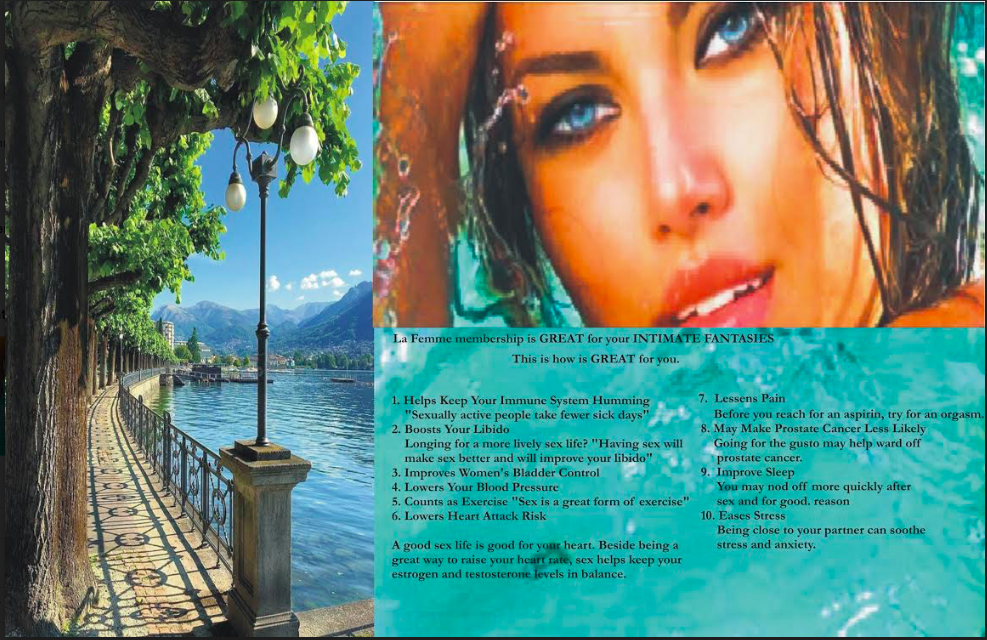 La Femme membership is GREAT for your INTIMATE FANTASIES
This is how is GREAT for you.
1. Helps Keep Your Immune System Humming
"Sexually active people take fewer sick days"
2. Boosts Your Libido
Longing for a more lively sex life? "Having sex will
make sex better and will improve your libido"
3. Improves Women's Bladder Control
4. Lowers Your Blood Pressure
5. Counts as Exercise "Sex is a great form of exercise"
6. Lowers Heart Attack Risk
A good sex life is good for your heart. Beside being a
great way to raise your heart rate, sex helps keep your
estrogen and testosterone levels in balance.
7. Lessens Pain
Before you reach for an aspirin, try for an orgasm.
8. May Make Prostate Cancer Less Likely
Going for the gusto may help ward off
prostate cancer.
9. Improve Sleep
You may nod off more quickly after
sex and for good. reason
10. Eases Stress
Being close to your partner can soothe
stress and anxiety.